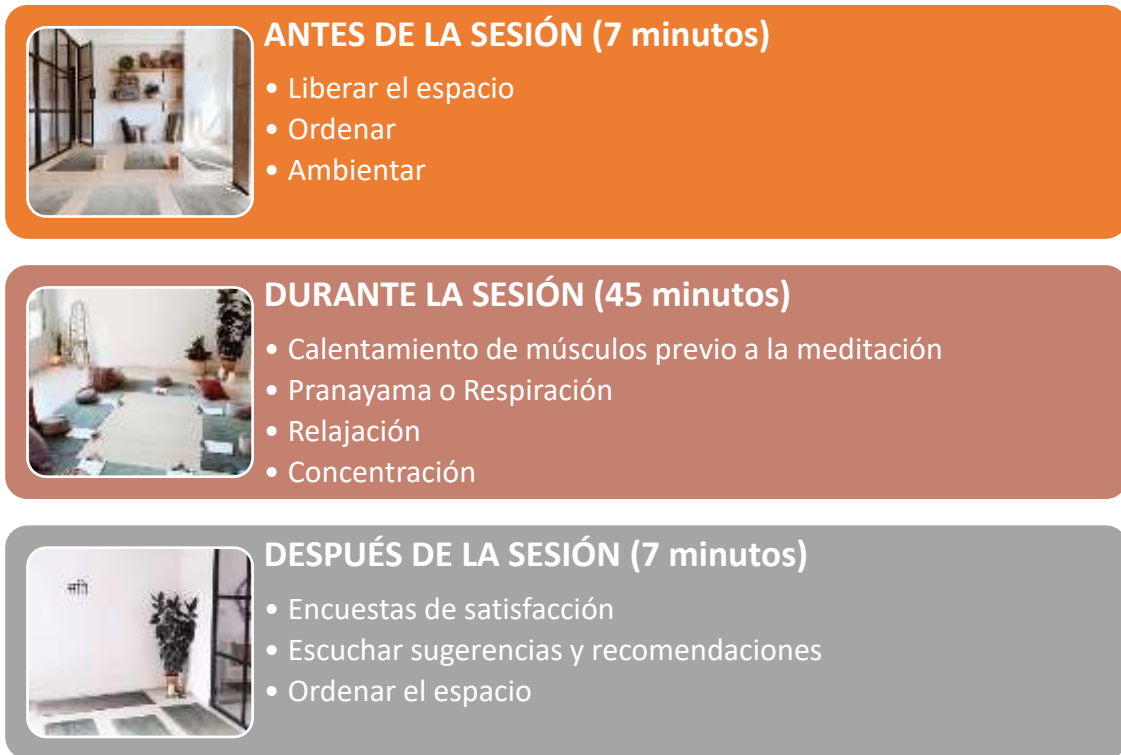 ANTES DE LA SESIÓN (7 minutos)
• Liberar el espacio
• Ordenar
• Ambientar
DURANTE LA SESIÓN (45 minutos)
• Calentamiento de músculos previo a la meditación
• Pranayama o Respiración
• Relajación
• Concentración
DESPUÉS DE LA SESIÓN (7 minutos)
• Encuestas de satisfacción
• Escuchar sugerencias y recomendaciones
• Ordenar el espacio